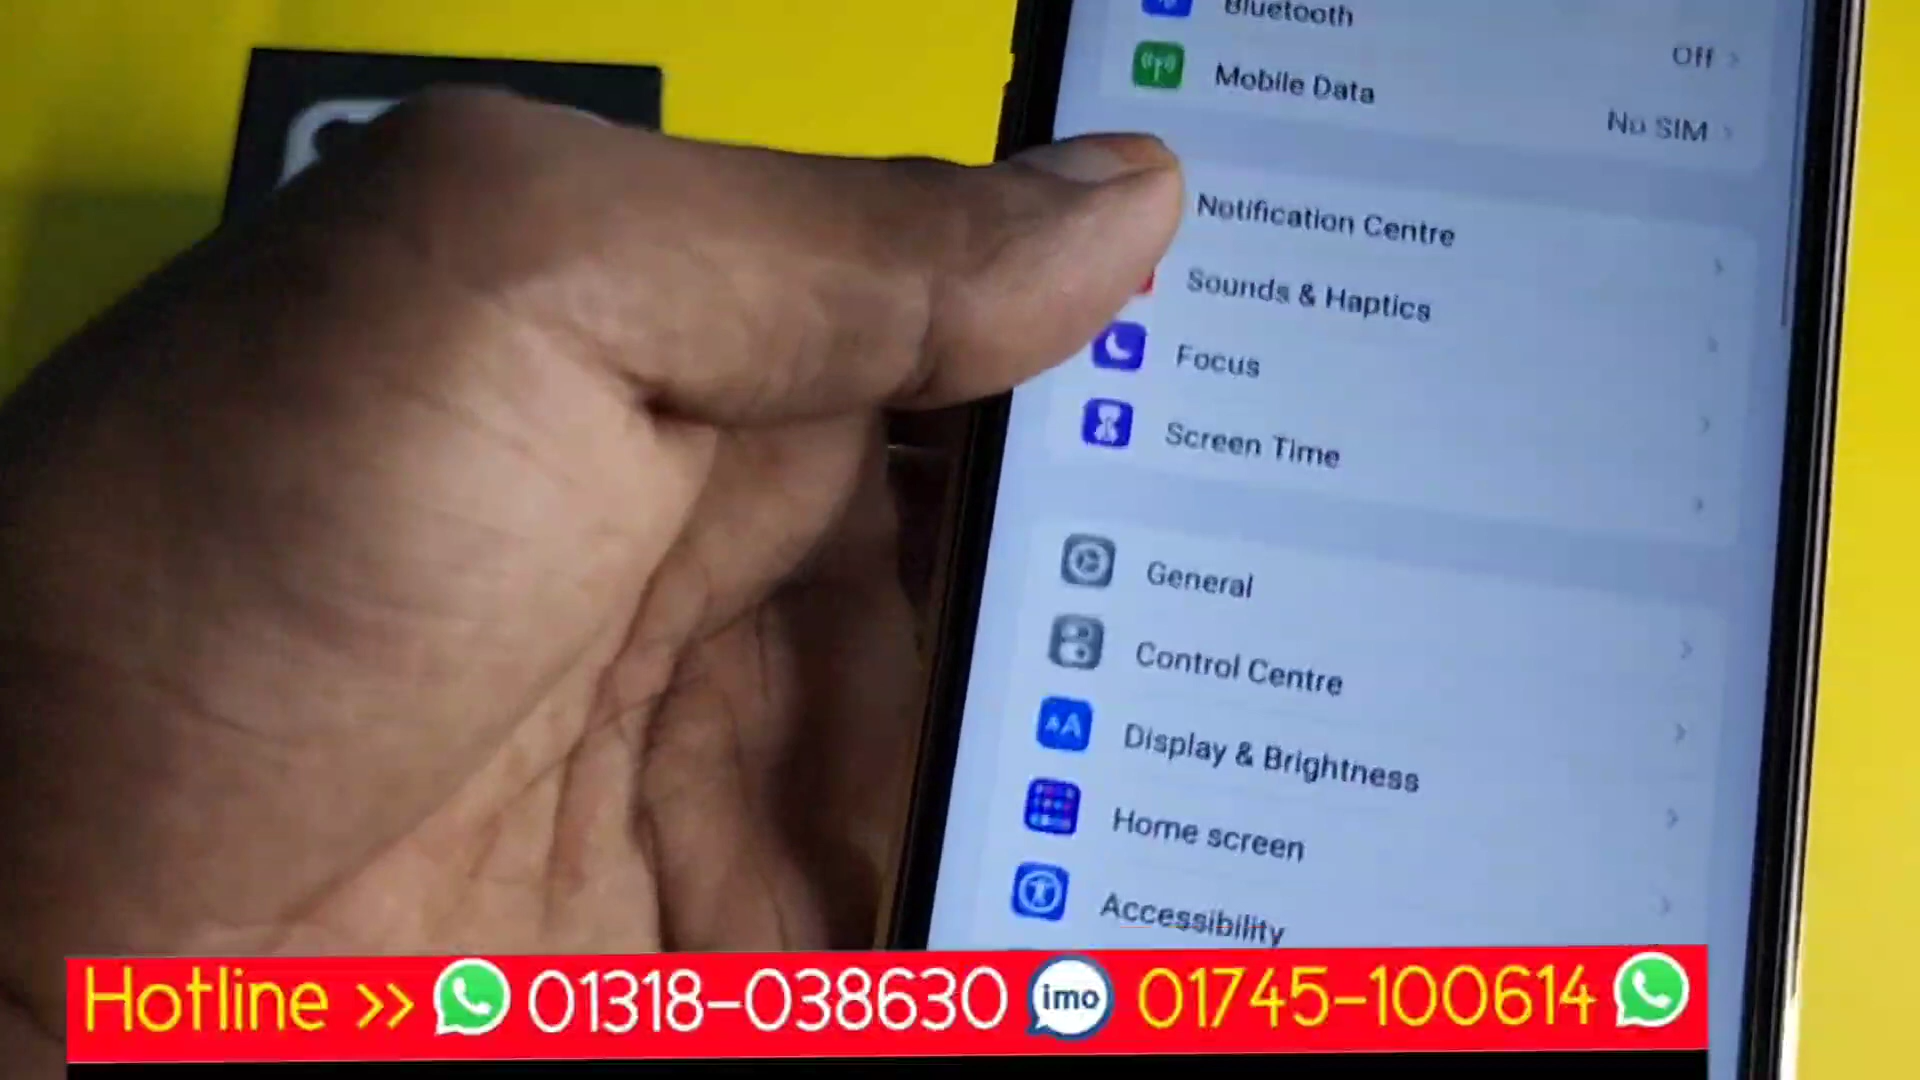 Bluetooth
Off
Mobile Data
No SIM
Notification Centre
Sounds & Haptics
Focus
Screen Time
General
Control Centre
AA
Display & Brightness
Home screen
Accessibility
Hotline >> 01318-038630 imo 01745-100614